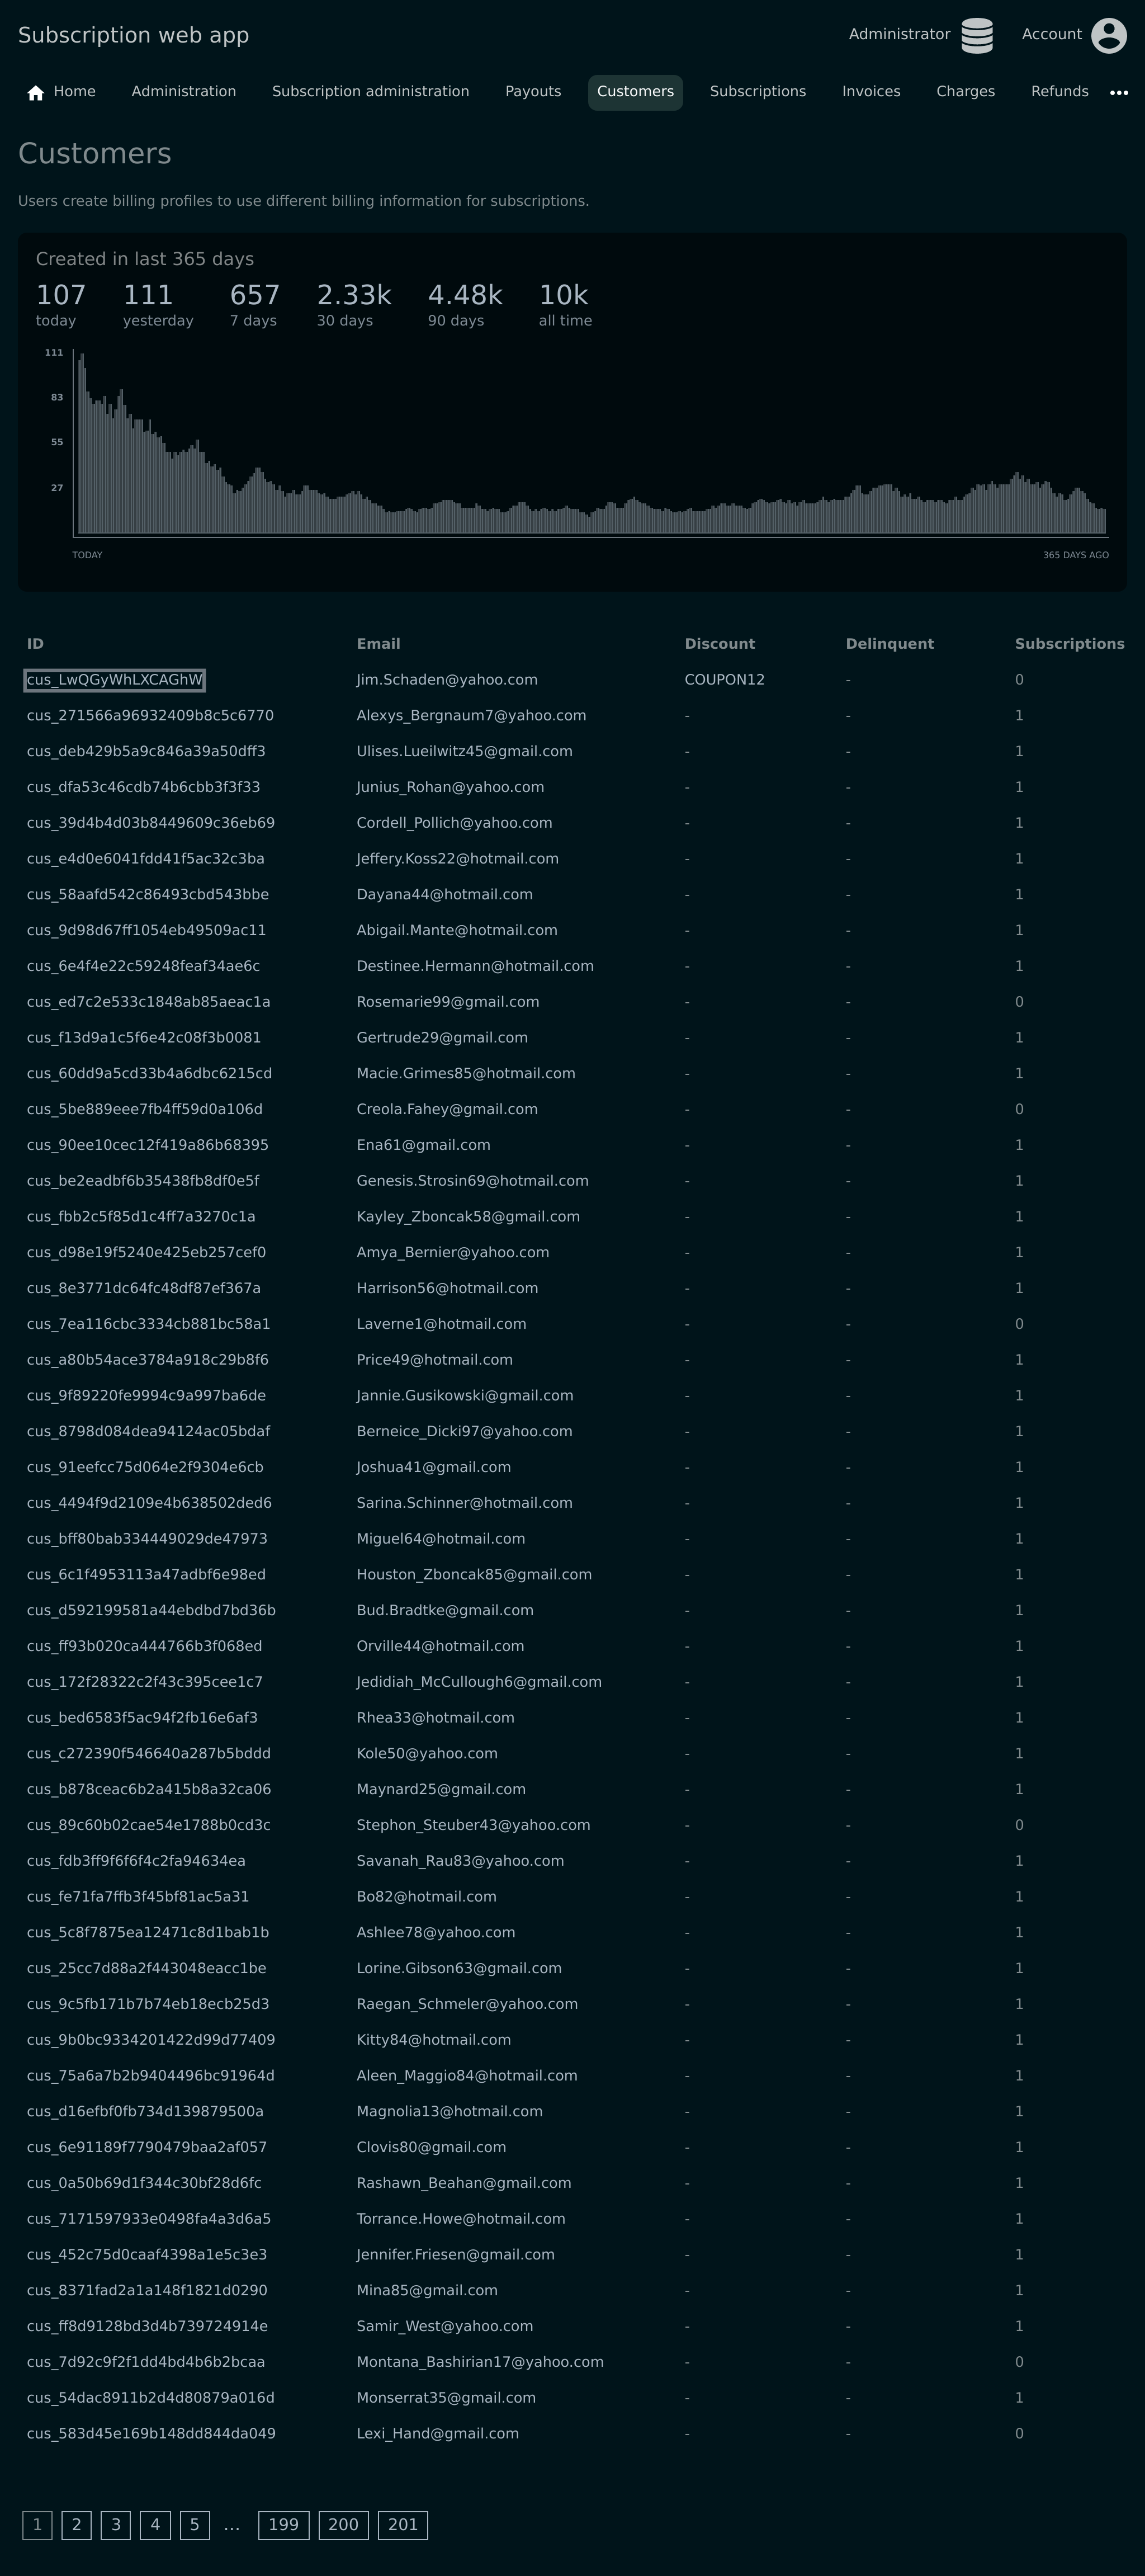 Subscription web app
Administrator Account
Home Administration Subscription administration Payouts Customers Subscriptions Invoices Charges Refunds •••
Customers
Users create billing profiles to use different billing information for subscriptions.
Created in last 365 days
107 111 657 2.33k 4.48k 10k
today yesterday 7 days 30 days 90 days all time
111
83
55
27
TODAY 365 DAYS AGO
ID Email Discount Delinquent Subscriptions
cus_LwQGyWhLXCAGhW Jim.Schaden@yahoo.com COUPON12 - 0
cus_271566a96932409b8c5c6770 Alexys_Bergnaum7@yahoo.com - - 1
cus_deb429b5a9c846a39a50dff3 Ulises.Lueilwitz45@gmail.com - - 1
cus_dfa53c46cdb74b6cbb3f3f33 Junius_Rohan@yahoo.com - - 1
cus_39d4b4d03b8449609c36eb69 Cordell_Pollich@yahoo.com - - 1
cus_e4d0e6041fdd41f5ac32c3ba Jeffery.Koss22@hotmail.com - - 1
cus_58aafd542c86493cbd543bbe Dayana44@hotmail.com - - 1
cus_9d98d67ff1054eb49509ac11 Abigail.Mante@hotmail.com - - 1
cus_6e4f4e22c59248feaf34ae6c Destinee.Hermann@hotmail.com - - 1
cus_ed7c2e533c1848ab85aeac1a Rosemarie99@gmail.com - - 0
cus_f13d9a1c5f6e42c08f3b0081 Gertrude29@gmail.com - - 1
cus_60dd9a5cd33b4a6dbc6215cd Macie.Grimes85@hotmail.com - - 1
cus_5be889eee7fb4ff59d0a106d Creola.Fahey@gmail.com - - 0
cus_90ee10cec12f419a86b68395 Ena61@gmail.com - - 1
cus_be2eadbf6b35438fb8df0e5f Genesis.Strosin69@hotmail.com - - 1
cus_fbb2c5f85d1c4ff7a3270c1a Kayley_Zboncak58@gmail.com - - 1
cus_d98e19f5240e425eb257cef0 Amya_Bernier@yahoo.com - - 1
cus_8e3771dc64fc48df87ef367a Harrison56@hotmail.com - - 1
cus_7ea116cbc3334cb881bc58a1 Laverne1@hotmail.com - - 0
cus_a80b54ace3784a918c29b8f6 Price49@hotmail.com - - 1
cus_9f89220fe9994c9a997ba6de Jannie.Gusikowski@gmail.com - - 1
cus_8798d084dea94124ac05bdaf Berneice_Dicki97@yahoo.com - - 1
cus_91eefcc75d064e2f9304e6cb Joshua41@gmail.com - - 1
cus_4494f9d2109e4b638502ded6 Sarina.Schinner@hotmail.com - - 1
cus_bff80bab334449029de47973 Miguel64@hotmail.com - - 1
cus_6c1f4953113a47adbf6e98ed Houston_Zboncak85@gmail.com - - 1
cus_d592199581a44ebdbd7bd36b Bud.Bradtke@gmail.com - - 1
cus_ff93b020ca444766b3f068ed Orville44@hotmail.com - - 1
cus_172f28322c2f43c395cee1c7 Jedidiah_McCullough6@gmail.com - - 1
cus_bed6583f5ac94f2fb16e6af3 Rhea33@hotmail.com - - 1
cus_c272390f546640a287b5bddd Kole50@yahoo.com - - 1
cus_b878ceac6b2a415b8a32ca06 Maynard25@gmail.com - - 1
cus_89c60b02cae54e1788b0cd3c Stephon_Steuber43@yahoo.com - - 0
cus_fdb3ff9f6f6f4c2fa94634ea Savanah_Rau83@yahoo.com - - 1
cus_fe71fa7ffb3f45bf81ac5a31 Bo82@hotmail.com - - 1
cus_5c8f7875ea12471c8d1bab1b Ashlee78@yahoo.com - - 1
cus_25cc7d88a2f443048eacc1be Lorine.Gibson63@gmail.com - - 1
cus_9c5fb171b7b74eb18ecb25d3 Raegan_Schmeler@yahoo.com - - 1
cus_9b0bc9334201422d99d77409 Kitty84@hotmail.com - - 1
cus_75a6a7b2b9404496bc91964d Aleen_Maggio84@hotmail.com - - 1
cus_d16efbf0fb734d139879500a Magnolia13@hotmail.com - - 1
cus_6e91189f7790479baa2af057 Clovis80@gmail.com - - 1
cus_0a50b69d1f344c30bf28d6fc Rashawn_Beahan@gmail.com - - 1
cus_7171597933e0498fa4a3d6a5 Torrance.Howe@hotmail.com - - 1
cus_452c75d0caaf4398a1e5c3e3 Jennifer.Friesen@gmail.com - - 1
cus_8371fad2a1a148f1821d0290 Mina85@gmail.com - - 1
cus_ff8d9128bd3d4b739724914e Samir_West@yahoo.com - - 1
cus_7d92c9f2f1dd4bd4b6b2bcaa Montana_Bashirian17@yahoo.com - - 0
cus_54dac8911b2d4d80879a016d Monserrat35@gmail.com - - 1
cus_583d45e169b148dd844da049 Lexi_Hand@gmail.com - - 0
1 2 3 4 5 ... 199 200 201